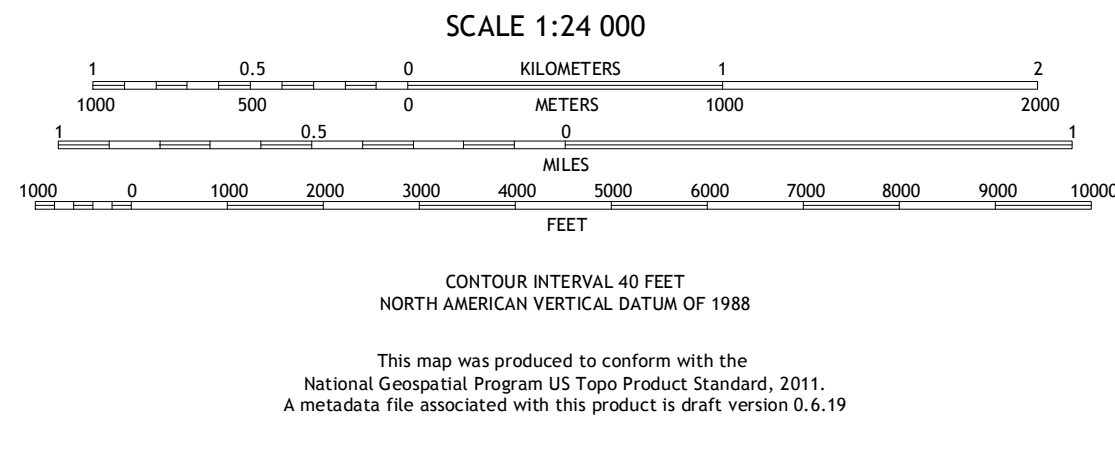 SCALE 1:24 000
1 0.5 0 KILOMETERS 1 2
1000 500 0 METERS 1000 2000
1 0.5 0 1
MILES
1000 0 1000 2000 3000 4000 5000 6000 7000 8000 9000 10000
FEET
CONTOUR INTERVAL 40 FEET
NORTH AMERICAN VERTICAL DATUM OF 1988
This map was produced to conform with the
National Geospatial Program US Topo Product Standard, 2011.
A metadata file associated with this product is draft version 0.6.19